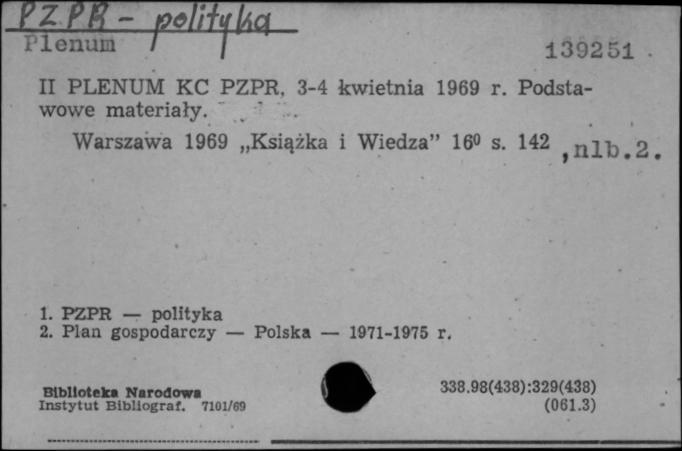 PZPR - polityka
Plenum
139251
II PLENUM KC PZPR, 3-4 kwietnia 1969 r. Podsta-
wowe materiały.
Warszawa 1969 „Książka i Wiedza” 16⁰ s. 142 , nlb.2.
1. PZPR — polityka
2. Plan gospodarczy — Polska — 1971-1975 r.
Biblioteka Narodowa
Instytut Bibliograf. 7101/69
338.98(438):329(438)
(061.3)